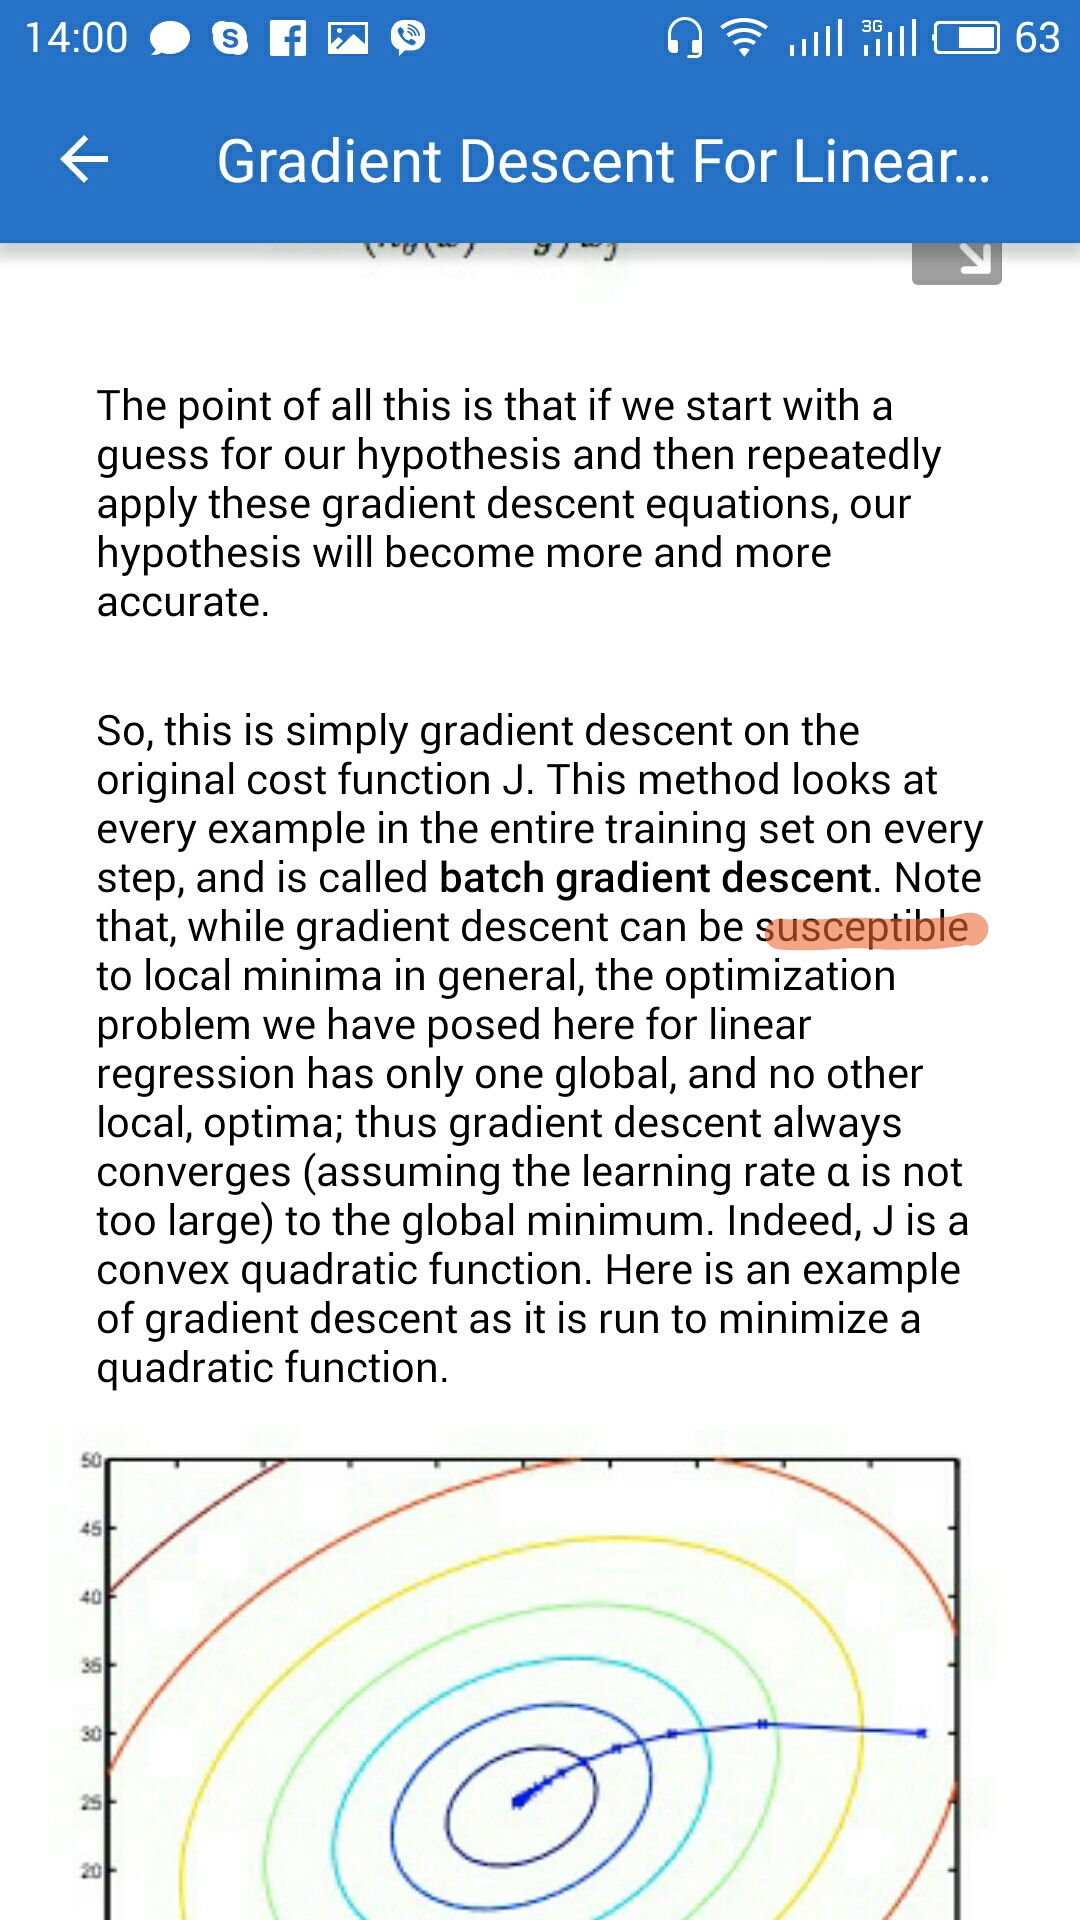 14:00
3G
63
Gradient Descent For Linear...
The point of all this is that if we start with a
guess for our hypothesis and then repeatedly
apply these gradient descent equations, our
hypothesis will become more and more
accurate.
So, this is simply gradient descent on the
original cost function J. This method looks at
every example in the entire training set on every
step, and is called batch gradient descent. Note
that, while gradient descent can be susceptible
to local minima in general, the optimization
problem we have posed here for linear
regression has only one global, and no other
local, optima; thus gradient descent always
converges (assuming the learning rate α is not
too large) to the global minimum. Indeed, J is a
convex quadratic function. Here is an example
of gradient descent as it is run to minimize a
quadratic function.
50
45
40
35
30
25
20